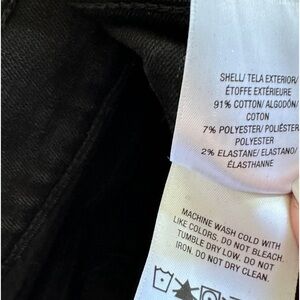 SHELL/ TELA EXTERIOR/
ÉTOFFE EXTÉRIEURE
91% COTTON/ ALGODÓN/
COTON
7% POLYESTER/ POLIÉSTER/
POLYESTER
2% ELASTANE/ ELASTANO/
ÉLASTHANNE
MACHINE WASH COLD WITH
LIKE COLORS. DO NOT BLEACH.
TUMBLE DRY LOW. DO NOT
IRON. DO NOT DRY CLEAN.